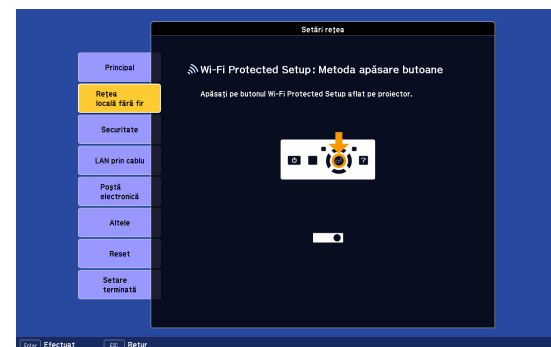 Setări rețea
Principal
Rețea
locală fără fir
Securitate
LAN prin cablu
Poștă
electronică
Altele
Reset
Setare
terminată
Wi-Fi Protected Setup: Metoda apăsare butoane
Apăsați pe butonul Wi-Fi Protected Setup aflat pe proiector.
?
Enter Efectuat ESC Retur